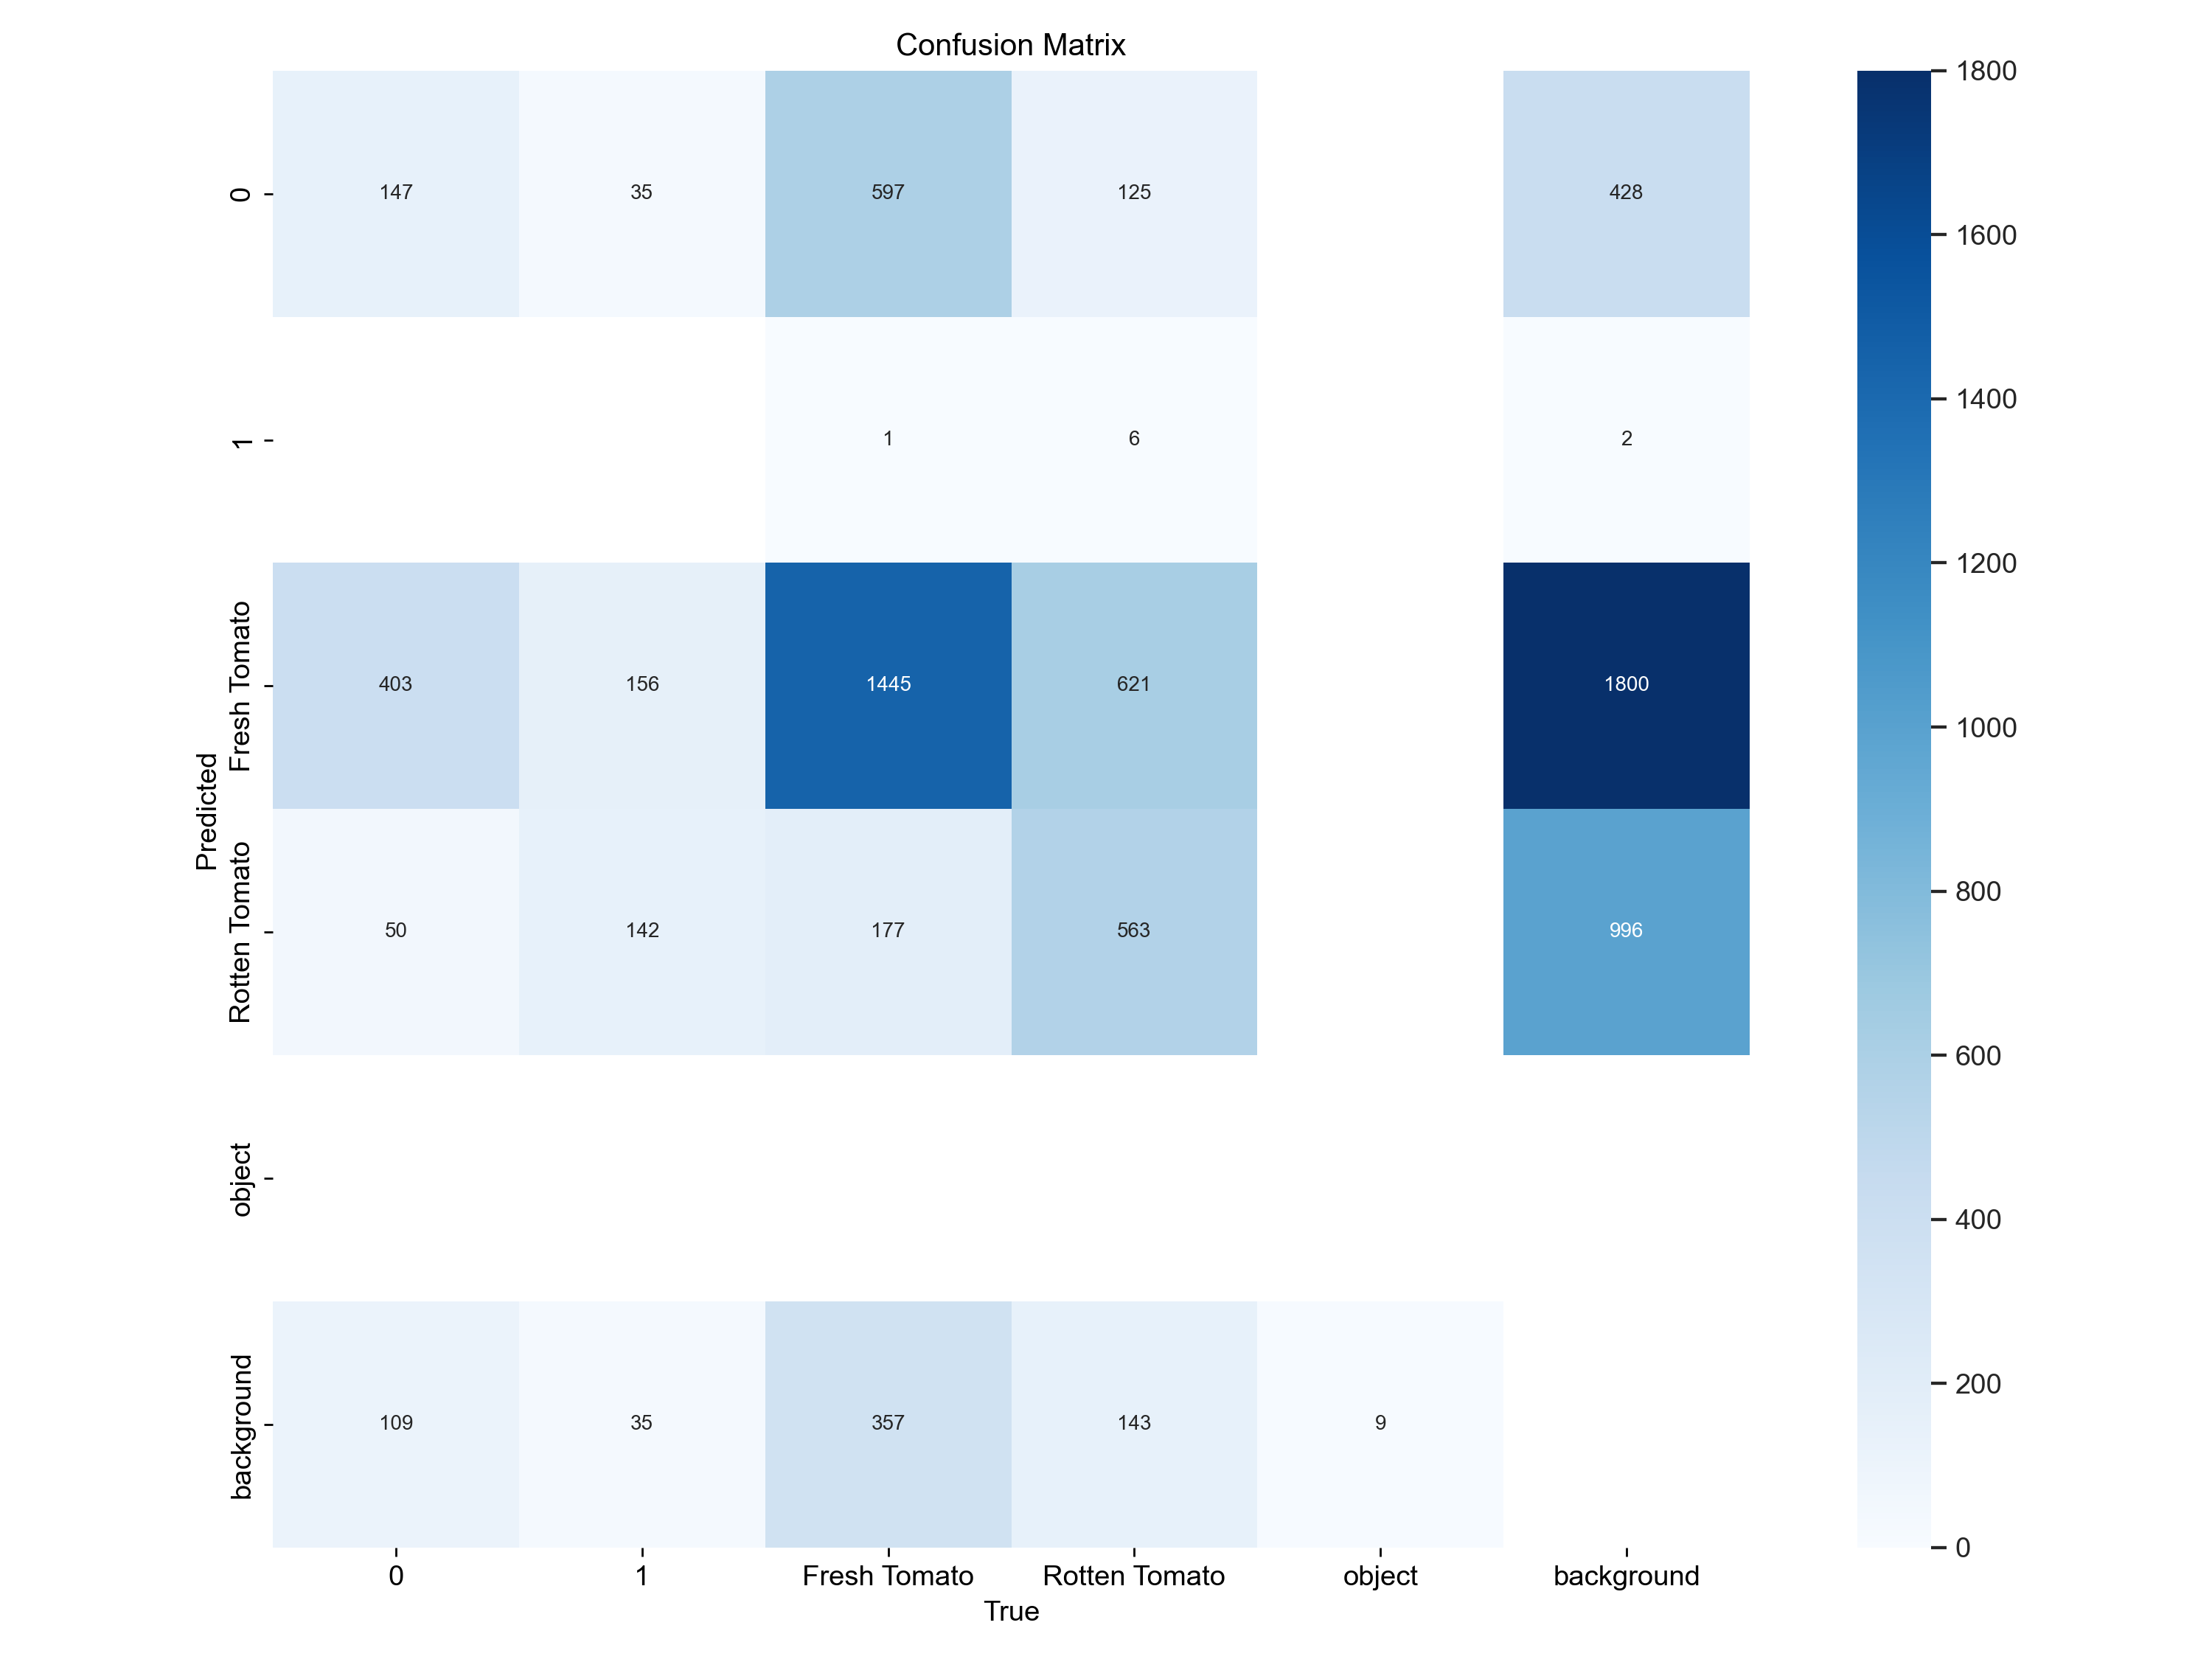 Confusion Matrix
0 147 35 597 125 428
1 1 6 2
Fresh Tomato 403 156 1445 621 1800
Rotten Tomato 50 142 177 563 996
object
background 109 35 357 143 9
Predicted
0 1 Fresh Tomato Rotten Tomato object background
True
1800
1600
1400
1200
1000
800
600
400
200
0